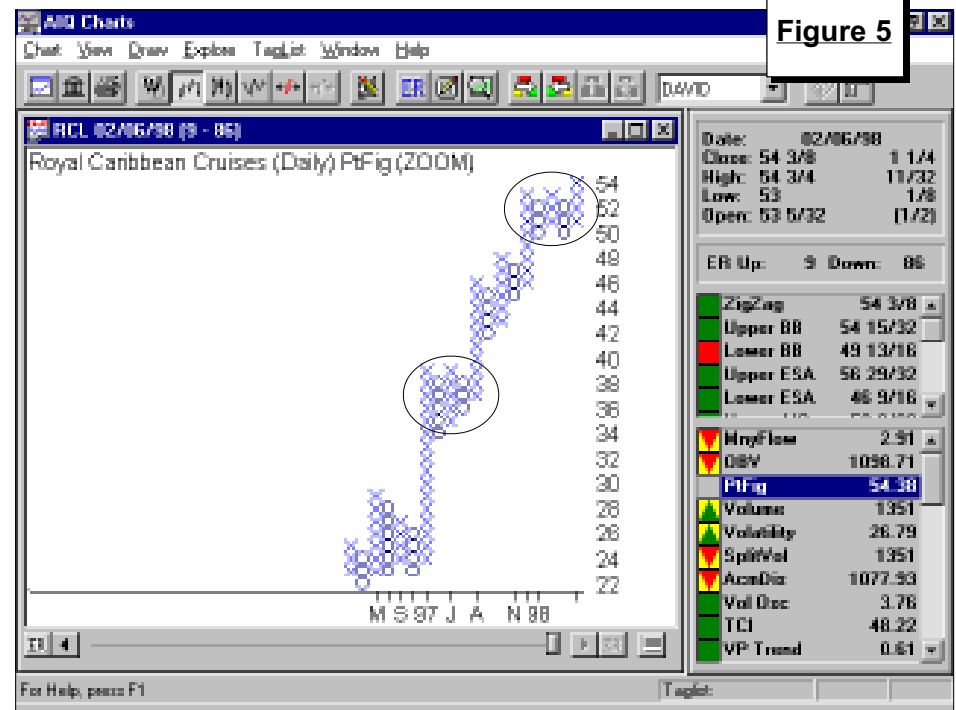 AIQ Charts
Figure 5
Chart View Draw Explore TagList Window Help
ER
DAVID
RCL 02/06/98 (9 - 86)
Royal Caribbean Cruises (Daily) PtFig (ZOOM)
54
52
50
48
46
44
42
40
38
36
34
32
30
28
26
24
22
M S 97 J A N 98
Date: 02/06/98
Close: 54 3/8 1 1/4
High: 54 3/4 11/32
Low: 53 1/8
Open: 53 5/32 (1/2)
ER Up: 9 Down: 86
ZigZag 54 3/8
Upper BB 54 15/32
Lower BB 49 13/16
Upper ESA 56 29/32
Lower ESA 46 9/16
MnyFlow 2.91
OBV 1098.71
PtFig 54.38
Volume 1351
Volatility 26.79
SplitVol 1351
AcmDis 1077.93
Vol Osc 3.76
TCI 48.22
VP Trend 0.61
For Help, press F1
Taglist: